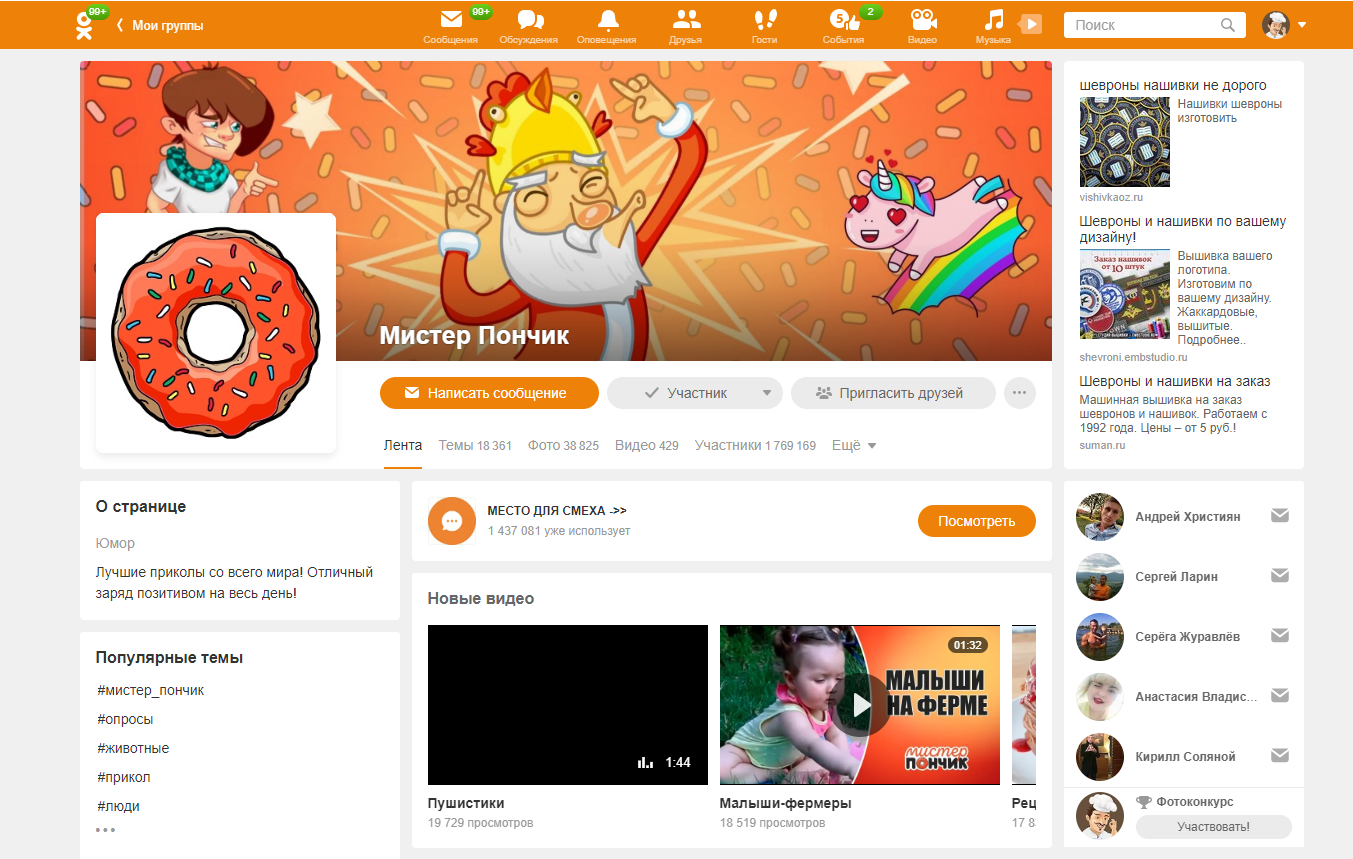 99+
Мои группы
99+
5
2
Сообщения
Обсуждения
Оповещения
Друзья
Гости
События
Видео
Музыка
Поиск
Мистер Пончик
Написать сообщение
Участник
Пригласить друзей
Лента
Темы 18 361
Фото 38 825
Видео 429
Участники 1 769 169
Ещё
шевроны нашивки не дорого
Нашивки шевроны
изготовить
vishivkaoz.ru
Шевроны и нашивки по вашему
дизайну!
Заказ нашивок
от 10 штук
Вышивка вашего
логотипа.
Изготовим по
вашему дизайну.
Жаккардовые,
вышитые.
Подробнее..
shevroni.embstudio.ru
Шевроны и нашивки на заказ
Машинная вышивка на заказ
шевронов и нашивок. Работаем с
1992 года. Цены – от 5 руб.!
suman.ru
О странице
Юмор
Лучшие приколы со всего мира! Отличный
заряд позитивом на весь день!
Популярные темы
#мистер_пончик
#опросы
#животные
#прикол
#люди
МЕСТО ДЛЯ СМЕХА ->>
1 437 081 уже использует
Посмотреть
Новые видео
1:44
Пушистики
19 729 просмотров
01:32
МАЛЫШИ
НА ФЕРМЕ
мистер
ПОНЧИК
Малыши-фермеры
18 519 просмотров
Рец
17 8
Андрей Християн
Сергей Ларин
Серёга Журавлёв
Анастасия Владис...
Кирилл Соляной
Фотоконкурс
Участвовать!